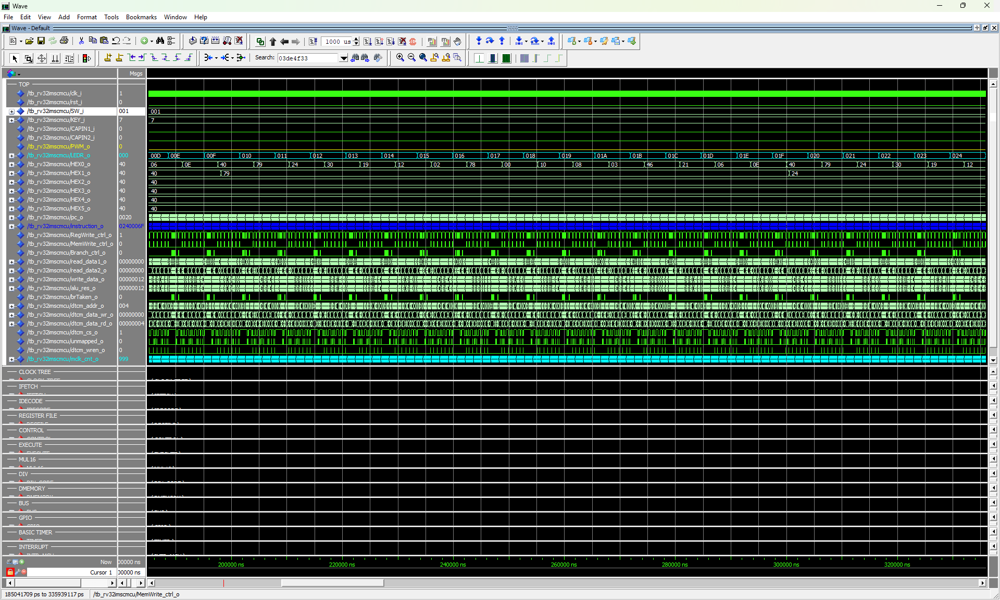 Wave
File Edit View Add Format Tools Bookmarks Window Help
Wave - Default
1000 us
Search: 03de4f33
Msgs
TOP
/tb_rv32imscmcu/clk_i 1
/tb_rv32imscmcu/rst_i 0
/tb_rv32imscmcu/SW_i 001 001
/tb_rv32imscmcu/KEY_i 7 7
/tb_rv32imscmcu/CAPIN1_i 0
/tb_rv32imscmcu/CAPIN2_i 0
/tb_rv32imscmcu/PWM_o 0
/tb_rv32imscmcu/LEDR_o 000 00D 00E 00F 010 011 012 013 014 015 016 017 018 019 01A 01B 01C 01D 01E 01F 020 021 022 023 024
/tb_rv32imscmcu/HEX0_o 40 06 0E 40 79 24 30 19 12 02 78 00 10 08 03 46 21 06 0E 40 79 24 30 19 12
/tb_rv32imscmcu/HEX1_o 40 40 79 24
/tb_rv32imscmcu/HEX2_o 40 40
/tb_rv32imscmcu/HEX3_o 40 40
/tb_rv32imscmcu/HEX4_o 40 40
/tb_rv32imscmcu/HEX5_o 40 40
/tb_rv32imscmcu/pc_o 0020
/tb_rv32imscmcu/instruction_o 0240006F
/tb_rv32imscmcu/RegWrite_ctrl_o 1
/tb_rv32imscmcu/MemWrite_ctrl_o 0
/tb_rv32imscmcu/Branch_ctrl_o 0
/tb_rv32imscmcu/read_data1_o 00000000
/tb_rv32imscmcu/read_data2_o 00000000
/tb_rv32imscmcu/write_data_o 00000012
/tb_rv32imscmcu/alu_res_o 00000012
/tb_rv32imscmcu/brTaken_o 0
/tb_rv32imscmcu/dtcm_addr_o 004
/tb_rv32imscmcu/dtcm_data_wr_o 00000000
/tb_rv32imscmcu/dtcm_data_rd_o 00000004
/tb_rv32imscmcu/dtcm_cs_o 1
/tb_rv32imscmcu/unmapped_o 0
/tb_rv32imscmcu/dtcm_wren_o 0
/tb_rv32imscmcu/mclk_cnt_o 999
CLOCK TREE
IFETCH
IDECODE
REGISTER FILE
CONTROL
EXECUTE
MUL16
DIV
DMEMORY
BUS
GPIO
BASIC TIMER
INTERRUPT
Now 00000 ns
200000 ns 220000 ns 240000 ns 260000 ns 280000 ns 300000 ns 320000 ns
Cursor 1 00000 ns
185041709 ps to 335939117 ps /tb_rv32imscmcu/MemWrite_ctrl_o